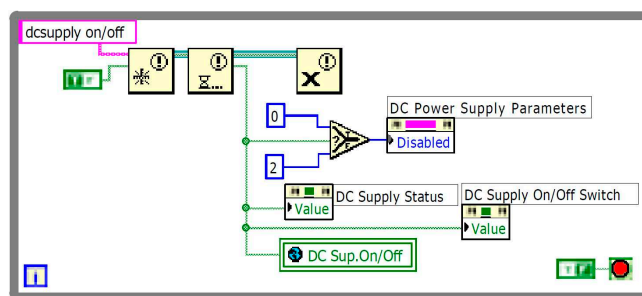 dcsupply on/off
T F
0
DC Power Supply Parameters
? T F
Disabled
2
DC Supply Status
DC Supply On/Off Switch
Value
Value
DC Sup.On/Off
i
T F